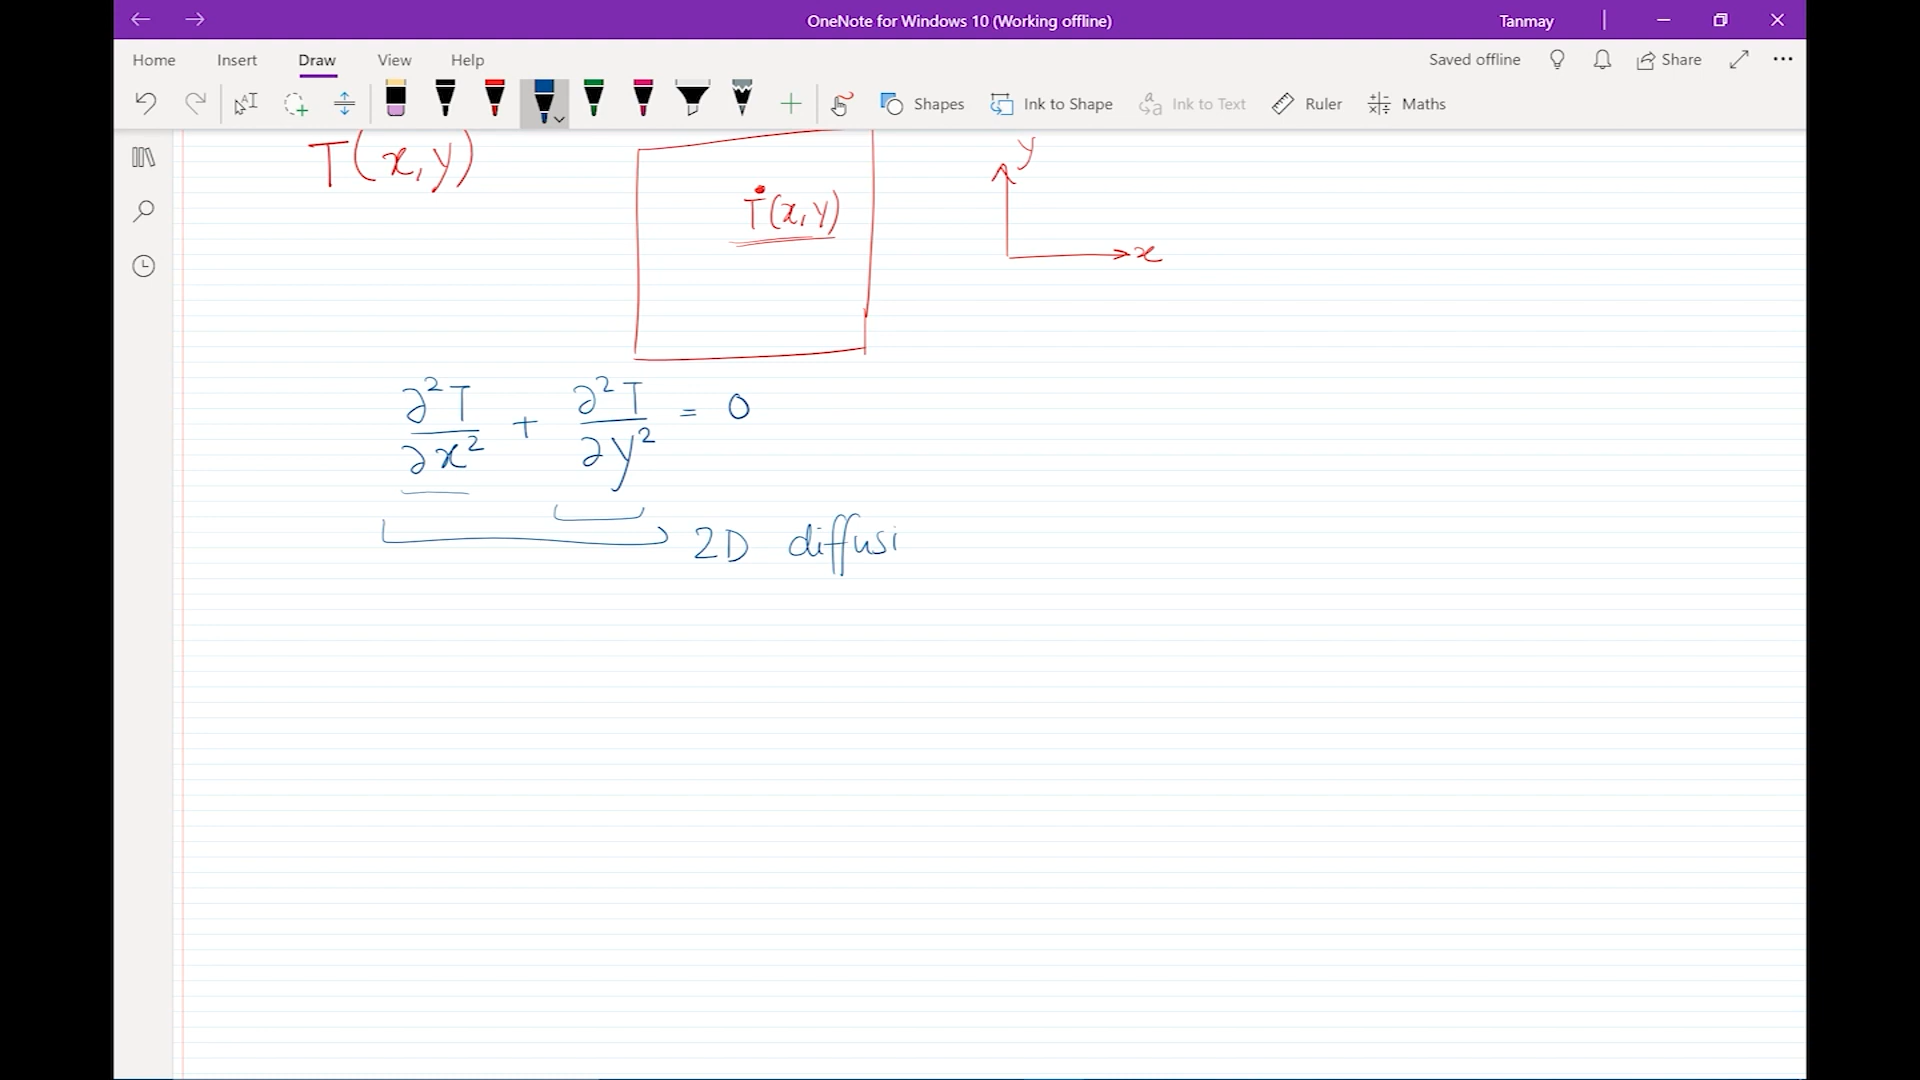 OneNote for Windows 10 (Working offline)
Tanmay
Home Insert Draw View Help
Saved offline
Share
Shapes
Ink to Shape
Ink to Text
Ruler
Maths
T(x,y)
T(x,y)
y
x
∂²T/∂x² + ∂²T/∂y² = 0
2D diffusi